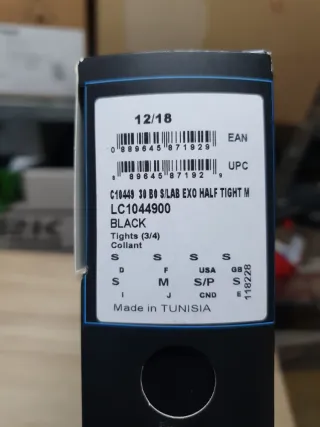 12/18
0 889645 871929 EAN
8 89645 87192 9 UPC
C10449 30 B0 S/LAB EXO HALF TIGHT M
LC1044900
BLACK
Tights (3/4)
Collant
S S S S
D F USA GB
S M S/P S
I J CND E
118228
Made in TUNISIA